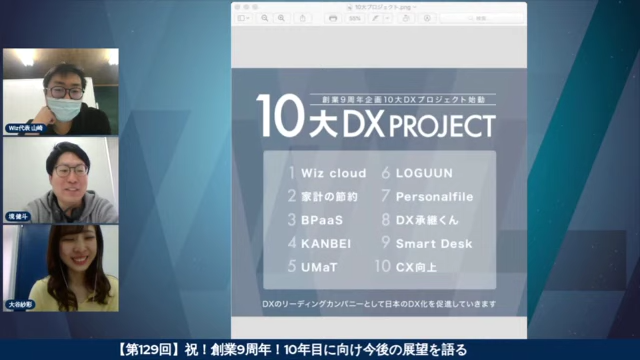 10大プロジェクト.png
創業9周年企画10大DXプロジェクト始動
10大DX PROJECT
1 Wiz cloud
2 家計の節約
3 BPaaS
4 KANBEI
5 UMaT
6 LOGUUN
7 Personalfile
8 DX承継くん
9 Smart Desk
10 CX向上
DXのリーディングカンパニーとして日本のDX化を促進していきます
Wiz代表 山崎
大谷紗彩
【第129回】祝！創業9周年！10年目に向け今後の展望を語る